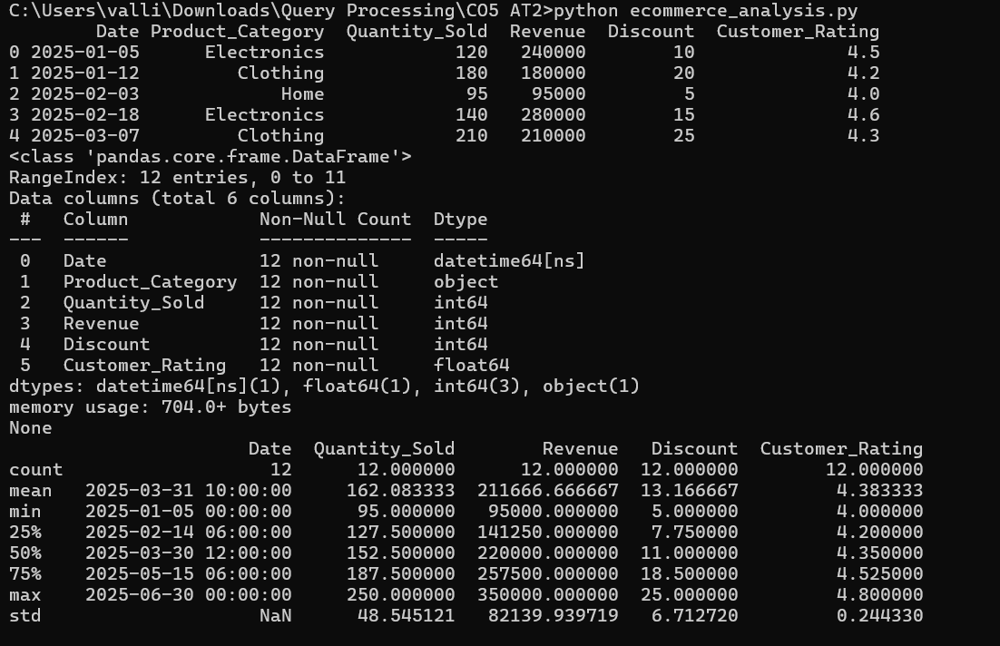 C:\Users\valli\Downloads\Query Processing\CO5 AT2>python ecommerce_analysis.py
        Date Product_Category  Quantity_Sold  Revenue  Discount  Customer_Rating
0 2025-01-05      Electronics            120   240000        10              4.5
1 2025-01-12         Clothing            180   180000        20              4.2
2 2025-02-03             Home             95    95000         5              4.0
3 2025-02-18      Electronics            140   280000        15              4.6
4 2025-03-07         Clothing            210   210000        25              4.3
<class 'pandas.core.frame.DataFrame'>
RangeIndex: 12 entries, 0 to 11
Data columns (total 6 columns):
 #   Column            Non-Null Count  Dtype
---  ------            --------------  -----
 0   Date              12 non-null     datetime64[ns]
 1   Product_Category  12 non-null     object
 2   Quantity_Sold     12 non-null     int64
 3   Revenue           12 non-null     int64
 4   Discount          12 non-null     int64
 5   Customer_Rating   12 non-null     float64
dtypes: datetime64[ns](1), float64(1), int64(3), object(1)
memory usage: 704.0+ bytes
None
                      Date  Quantity_Sold        Revenue   Discount  Customer_Rating
count                   12      12.000000      12.000000  12.000000        12.000000
mean   2025-03-31 10:00:00     162.083333  211666.666667  13.166667         4.383333
min    2025-01-05 00:00:00      95.000000   95000.000000   5.000000         4.000000
25%    2025-02-14 06:00:00     127.500000  141250.000000   7.750000         4.200000
50%    2025-03-30 12:00:00     152.500000  220000.000000  11.000000         4.350000
75%    2025-05-15 06:00:00     187.500000  257500.000000  18.500000         4.525000
max    2025-06-30 00:00:00     250.000000  350000.000000  25.000000         4.800000
std                    NaN      48.545121   82139.939719   6.712720         0.244330